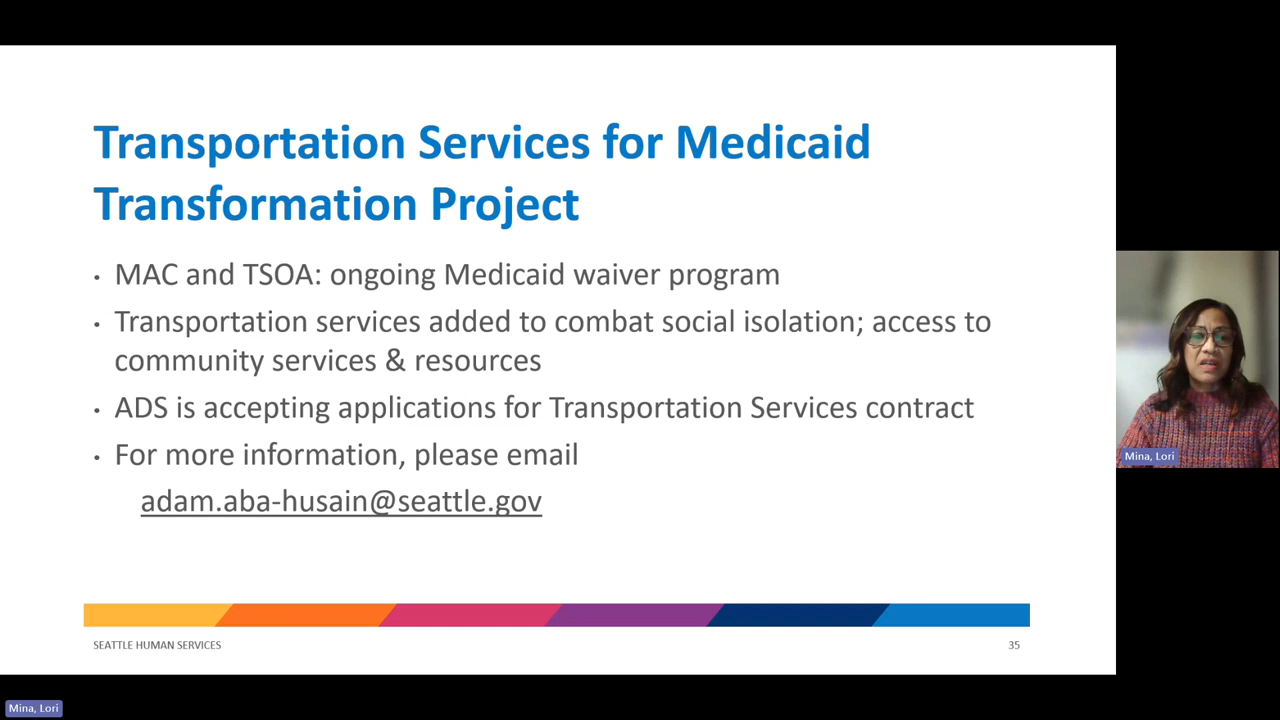 Transportation Services for Medicaid
Transformation Project
• MAC and TSOA: ongoing Medicaid waiver program
• Transportation services added to combat social isolation; access to
community services & resources
• ADS is accepting applications for Transportation Services contract
• For more information, please email
adam.aba-husain@seattle.gov
SEATTLE HUMAN SERVICES
35
Mina, Lori
Mina, Lori